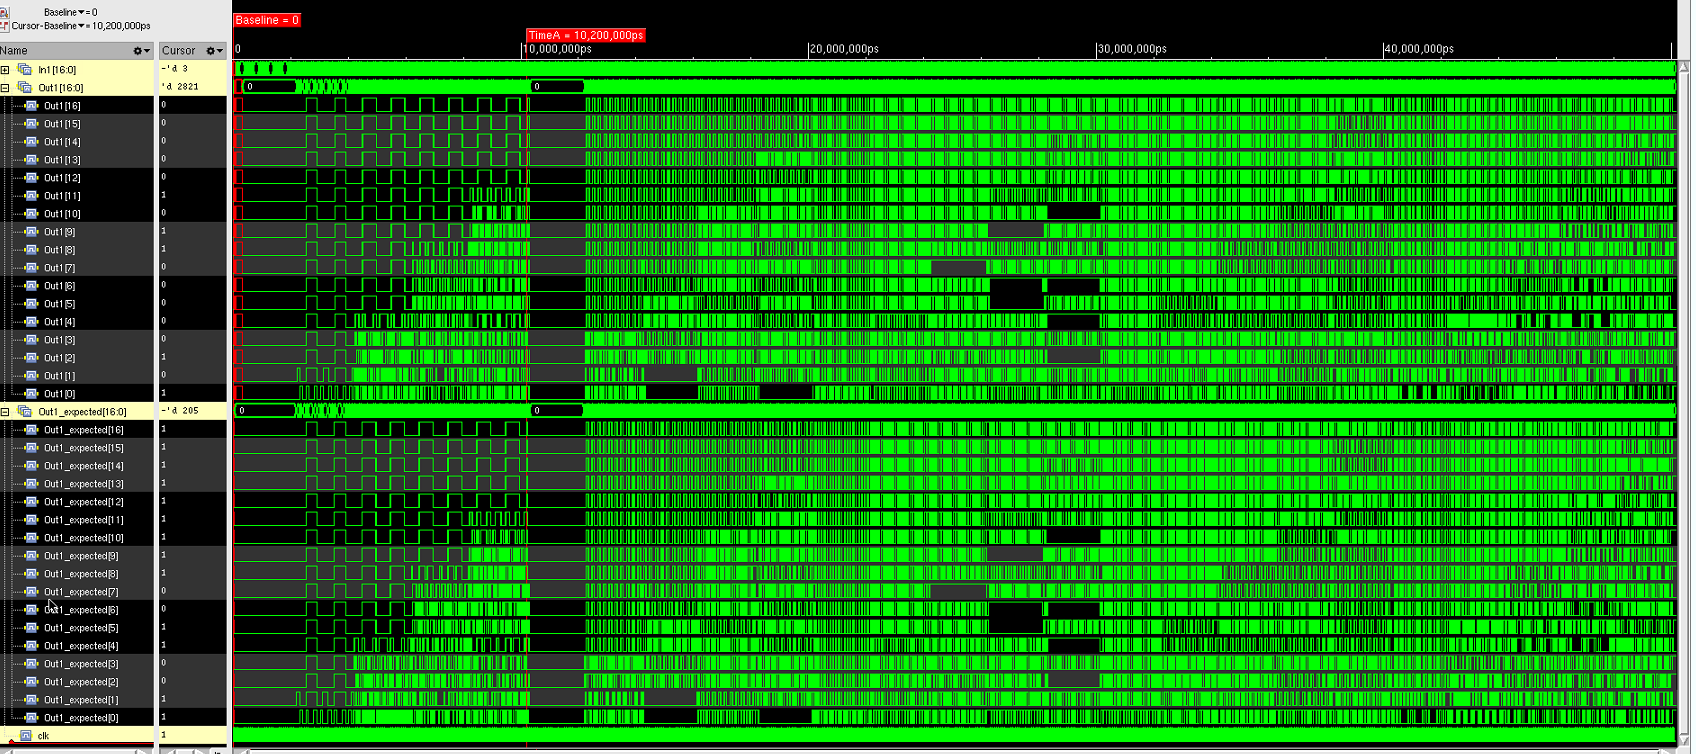 Baseline▼= 0
Cursor-Baseline▼= 10,200,000ps
Baseline = 0
TimeA = 10,200,000ps
Name Cursor
0 10,000,000ps 20,000,000ps 30,000,000ps 40,000,000ps
In1[16:0] -'d 3
Out1[16:0] 'd 2821 0 0
Out1[16] 0
Out1[15] 0
Out1[14] 0
Out1[13] 0
Out1[12] 0
Out1[11] 1
Out1[10] 0
Out1[9] 1
Out1[8] 1
Out1[7] 0
Out1[6] 0
Out1[5] 0
Out1[4] 0
Out1[3] 0
Out1[2] 1
Out1[1] 0
Out1[0] 1
Out1_expected[16:0] -'d 205 0 0
Out1_expected[16] 1
Out1_expected[15] 1
Out1_expected[14] 1
Out1_expected[13] 1
Out1_expected[12] 1
Out1_expected[11] 1
Out1_expected[10] 1
Out1_expected[9] 1
Out1_expected[8] 1
Out1_expected[7] 0
Out1_expected[6] 0
Out1_expected[5] 1
Out1_expected[4] 1
Out1_expected[3] 0
Out1_expected[2] 0
Out1_expected[1] 1
Out1_expected[0] 1
clk 1